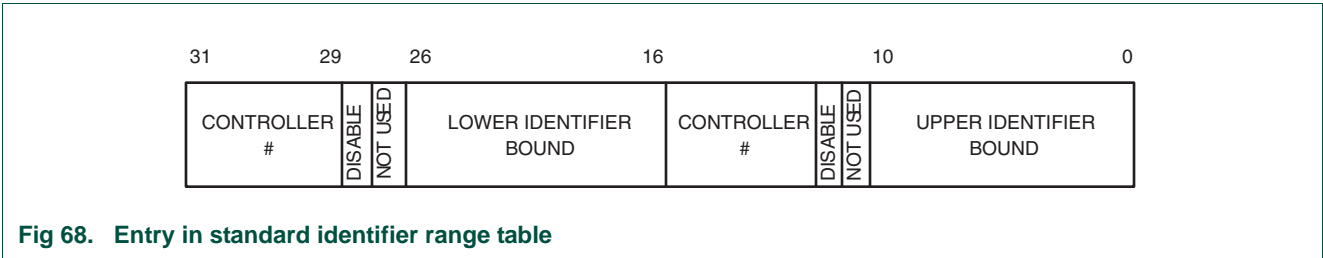 31 29 26 16 10 0
CONTROLLER
#
DISABLE
NOT USED
LOWER IDENTIFIER
BOUND
CONTROLLER
#
DISABLE
NOT USED
UPPER IDENTIFIER
BOUND
Fig 68. Entry in standard identifier range table